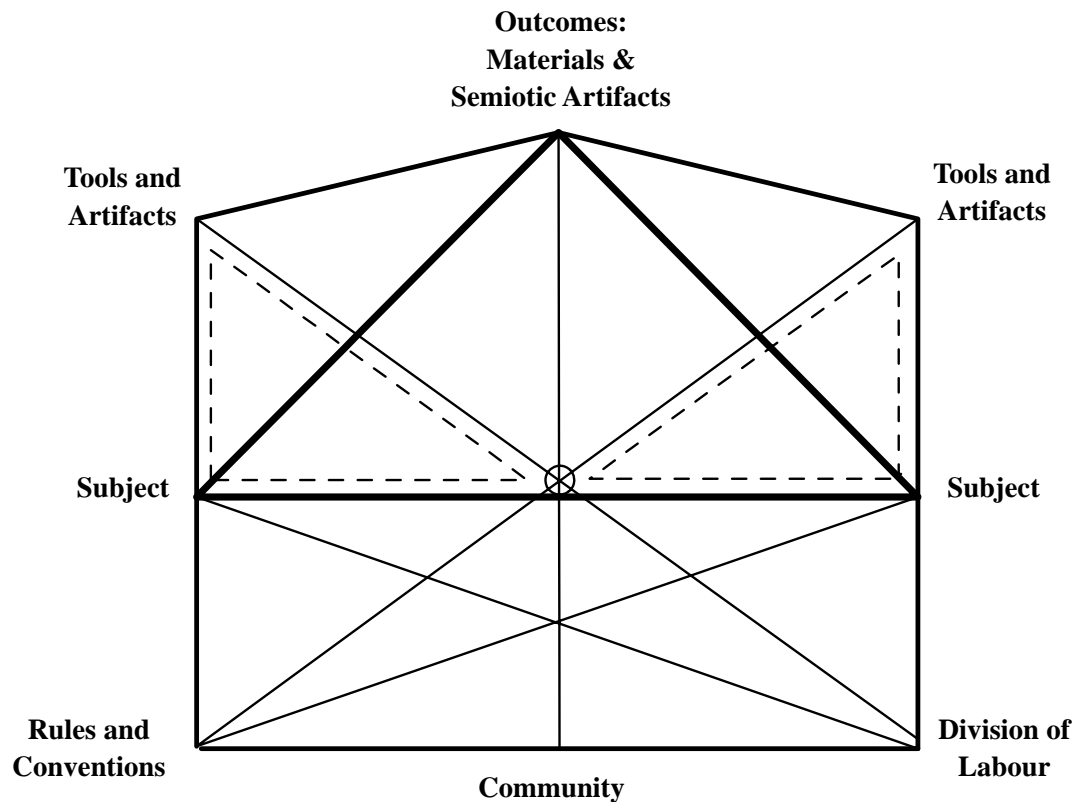 Outcomes:
Materials &
Semiotic Artifacts
Tools and
Artifacts
Tools and
Artifacts
Subject
Subject
Rules and
Conventions
Division of
Labour
Community